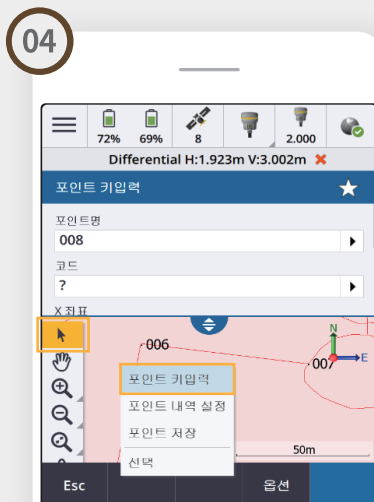 04
72%
69%
8
2.000
Differential H:1.923m V:3.002m
포인트 키입력
포인트명
008
코드
?
X 좌표
006
N
007
E
포인트 키입력
포인트 내역 설정
포인트 저장
선택
50m
Esc
옵션